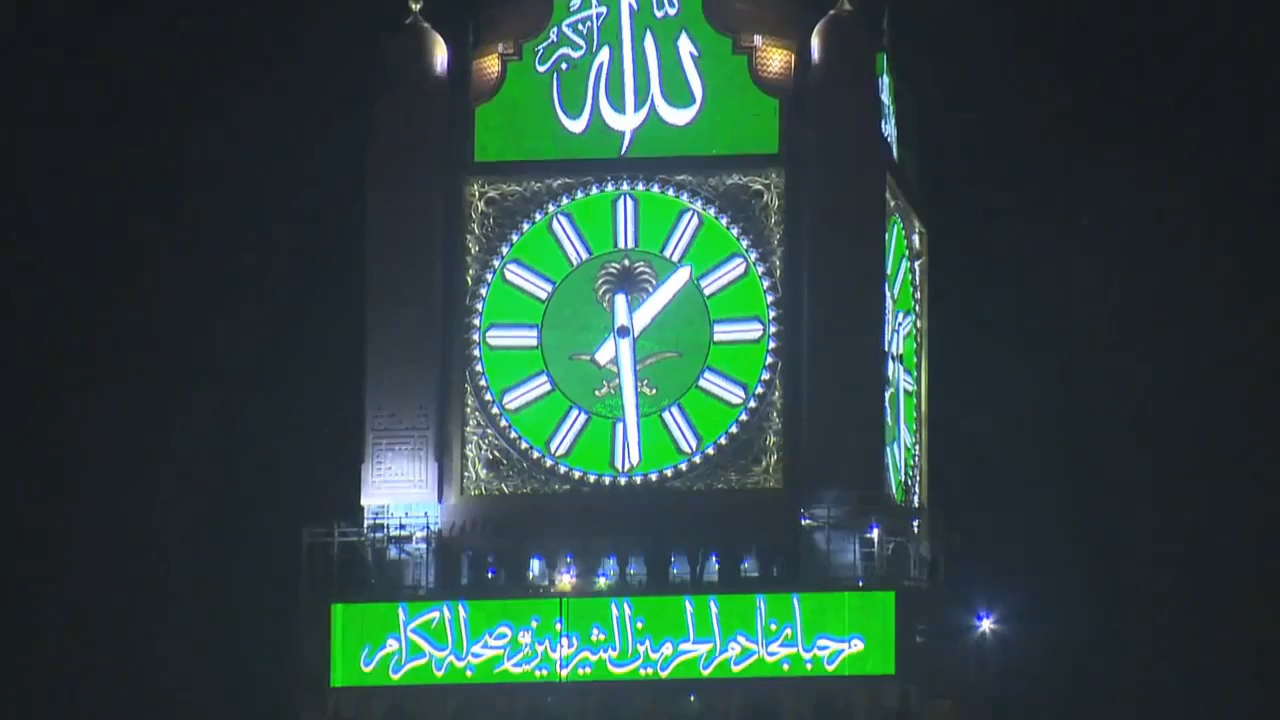 الله أكبر
مرحبا بخادم الحرمين الشريفين وصحبه الكرام